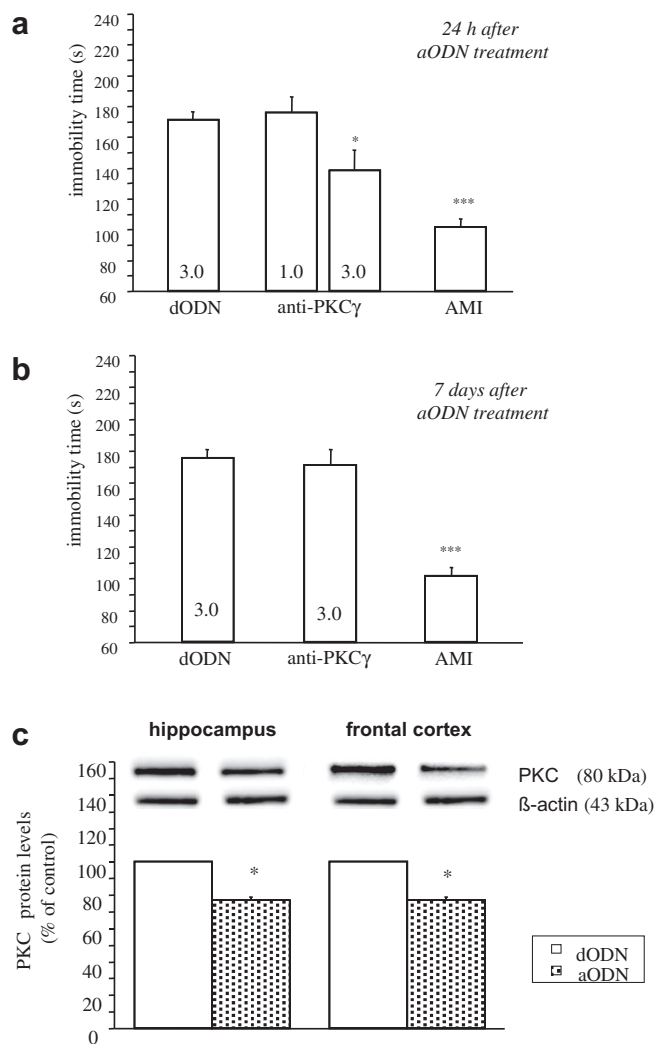 a
24 h after
aODN treatment
immobility time (s)
240
220
200
180
160
140
120
100
80
60
*
***
3.0
1.0
3.0
dODN
anti-PKCγ
AMI
b
7 days after
aODN treatment
immobility time (s)
240
220
200
180
160
140
120
100
80
60
***
3.0
3.0
dODN
anti-PKCγ
AMI
c
hippocampus
frontal cortex
PKC (80 kDa)
ß-actin (43 kDa)
PKC protein levels
(% of control)
160
140
100
80
60
40
20
0
*
*
dODN
aODN